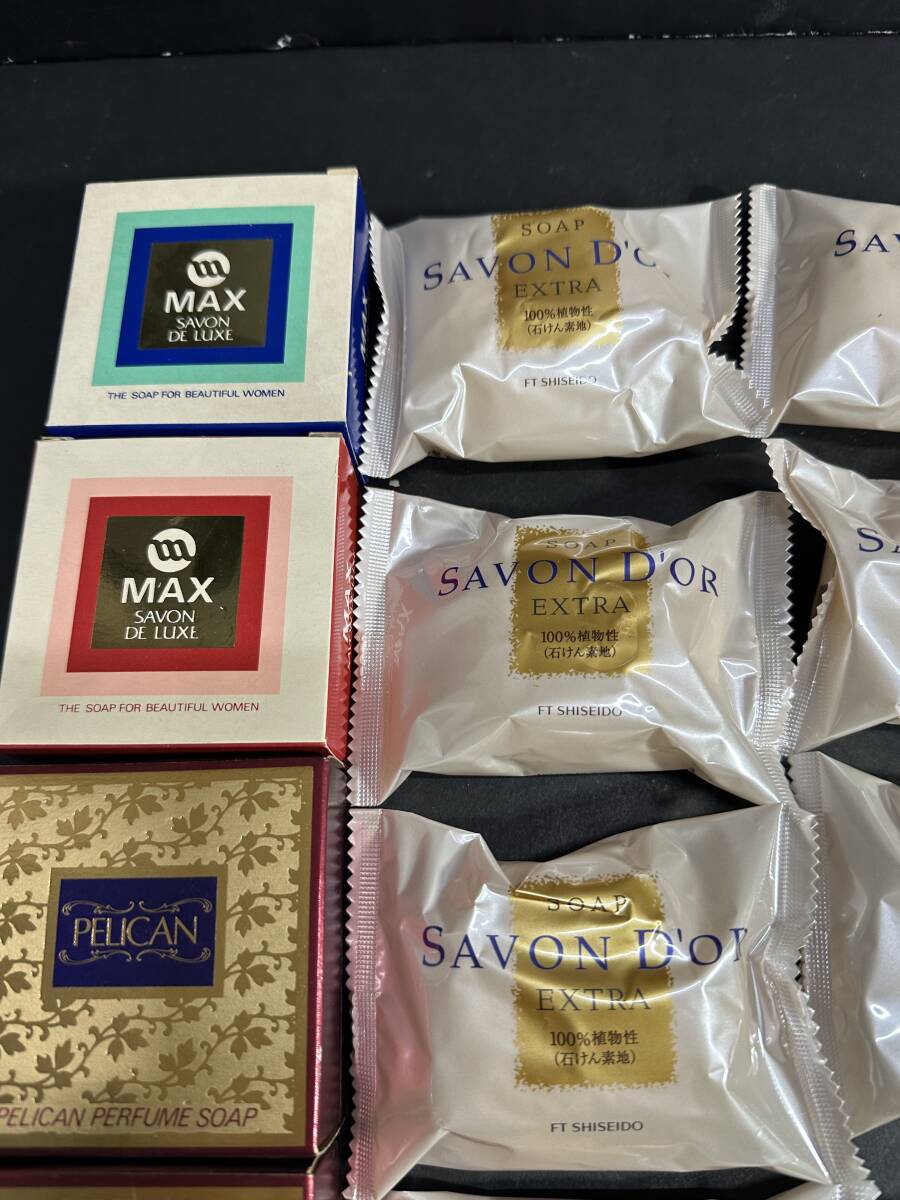 MAX
SAVON
DE LUXE
THE SOAP FOR BEAUTIFUL WOMEN
MAX
SAVON
DE LUXE
THE SOAP FOR BEAUTIFUL WOMEN
PELICAN
PELICAN PERFUME SOAP
SOAP
SAVON D'O
EXTRA
100%植物性
(石けん素地)
FT SHISEIDO
SOAP
SAVON D'OR
EXTRA
100%植物性
(石けん素地)
FT SHISEIDO
SOAP
SAVON D'OR
EXTRA
100%植物性
(石けん素地)
FT SHISEIDO
SAV
SA